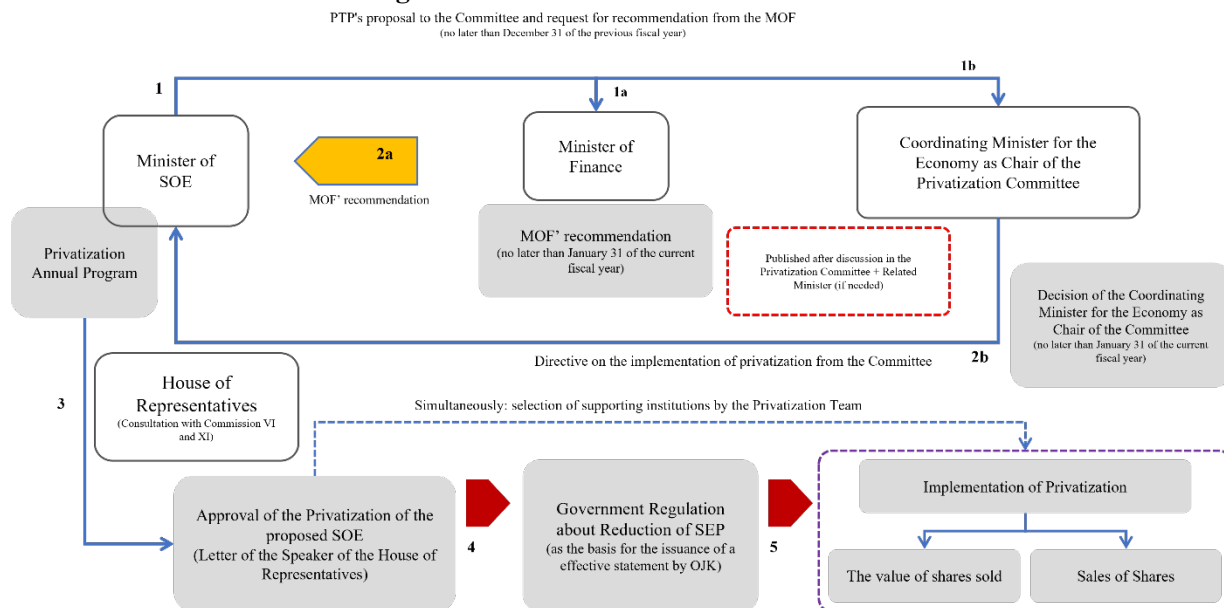 PTP's proposal to the Committee and request for recommendation from the MOF
(no later than December 31 of the previous fiscal year)
1
1a
1b
Minister of
SOE
2a
MOF' recommendation
Minister of
Finance
Coordinating Minister for the
Economy as Chair of the
Privatization Committee
Privatization
Annual Program
MOF' recommendation
(no later than January 31 of the current
fiscal year)
Published after discussion in the
Privatization Committee + Related
Minister (if needed)
Decision of the Coordinating
Minister for the Economy as
Chair of the Committee
(no later than January 31 of the current
fiscal year)
Directive on the implementation of privatization from the Committee
2b
3
House of
Representatives
(Consultation with Commission VI
and XI)
Simultaneously: selection of supporting institutions by the Privatization Team
Approval of the Privatization of the
proposed SOE
(Letter of the Speaker of the House of
Representatives)
4
Government Regulation
about Reduction of SEP
(as the basis for the issuance of a
effective statement by OJK)
5
Implementation of Privatization
The value of shares sold
Sales of Shares